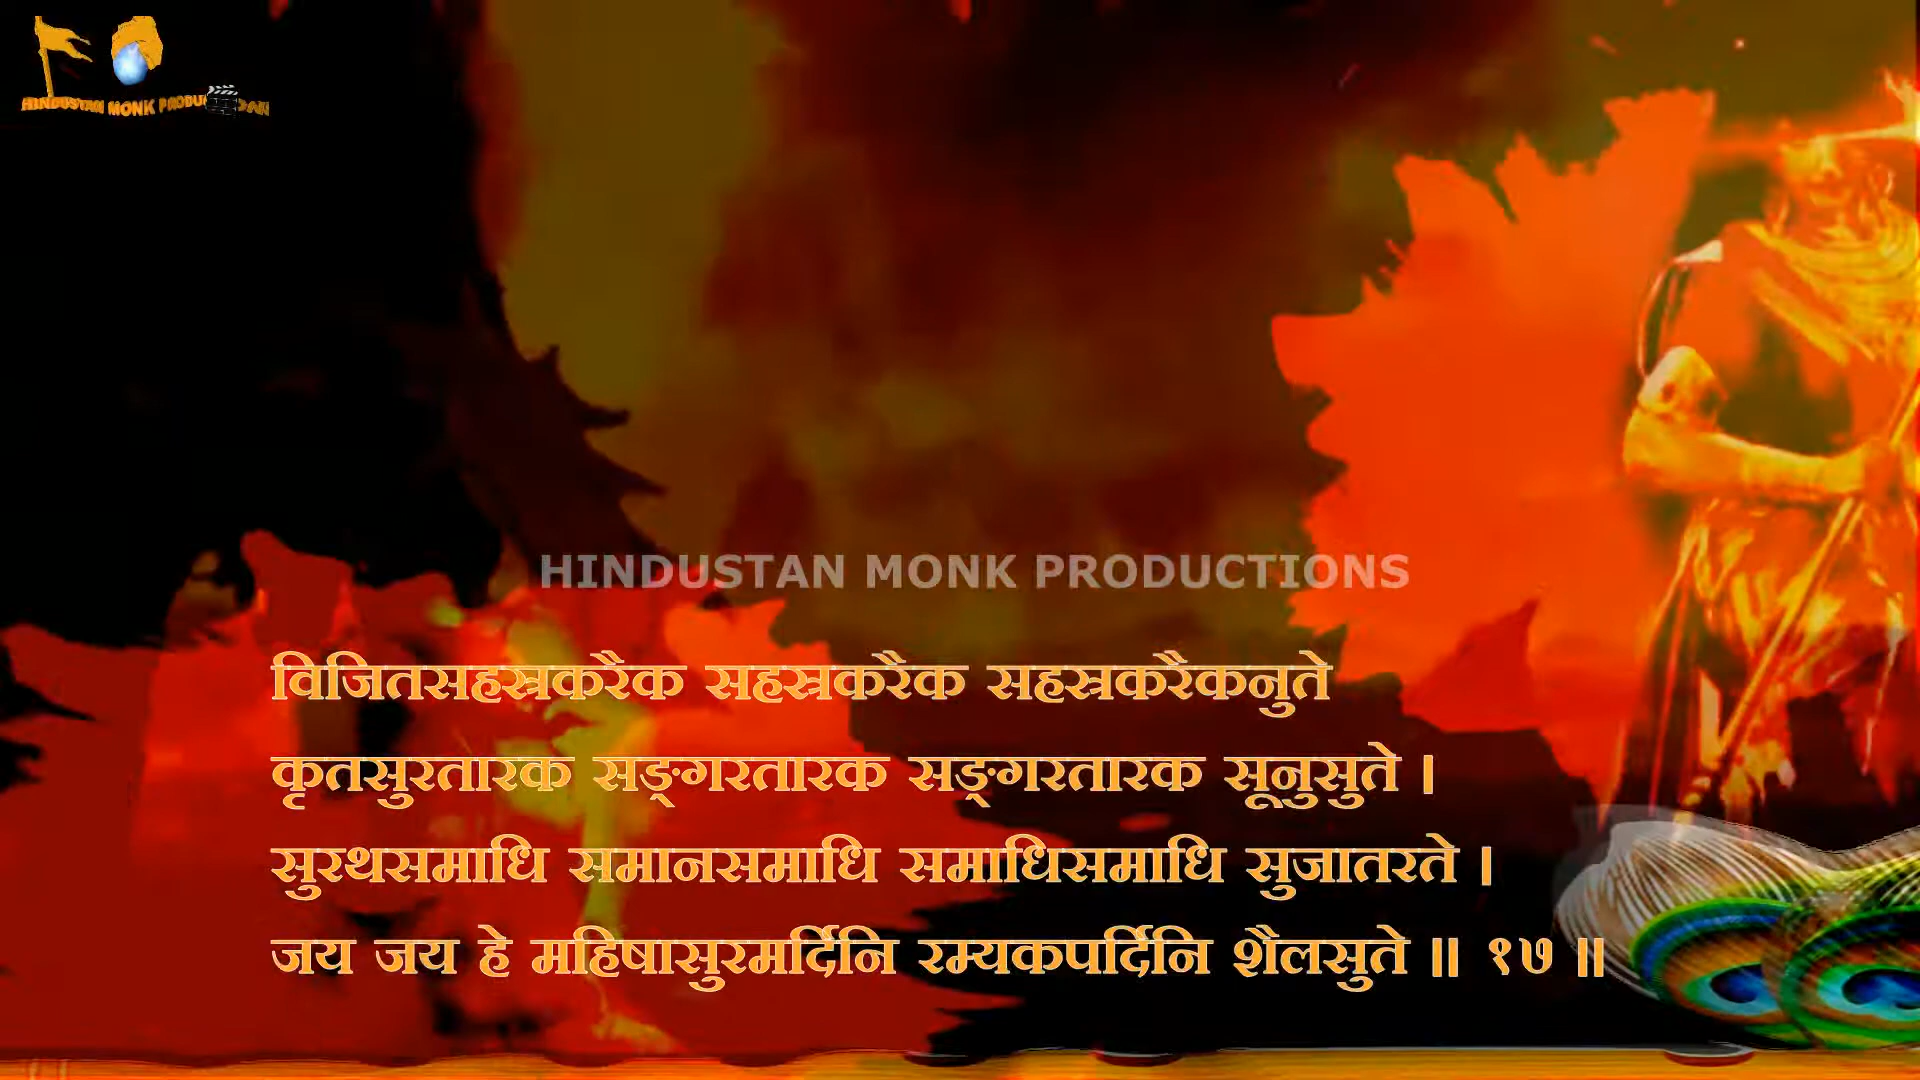 HINDUSTAN MONK PRODUCTIONS
विजितसहस्रकरैक सहस्रकरैक सहस्रकरैकनुते
कृतसुरतारक सङ्गरतारक सङ्गरतारक सूनुसुते ।
सुरथसमाधि समानसमाधि समाधिसमाधि सुजातरते ।
जय जय हे महिषासुरमर्दिनि रम्यकपर्दिनि शैलसुते ॥ १७ ॥